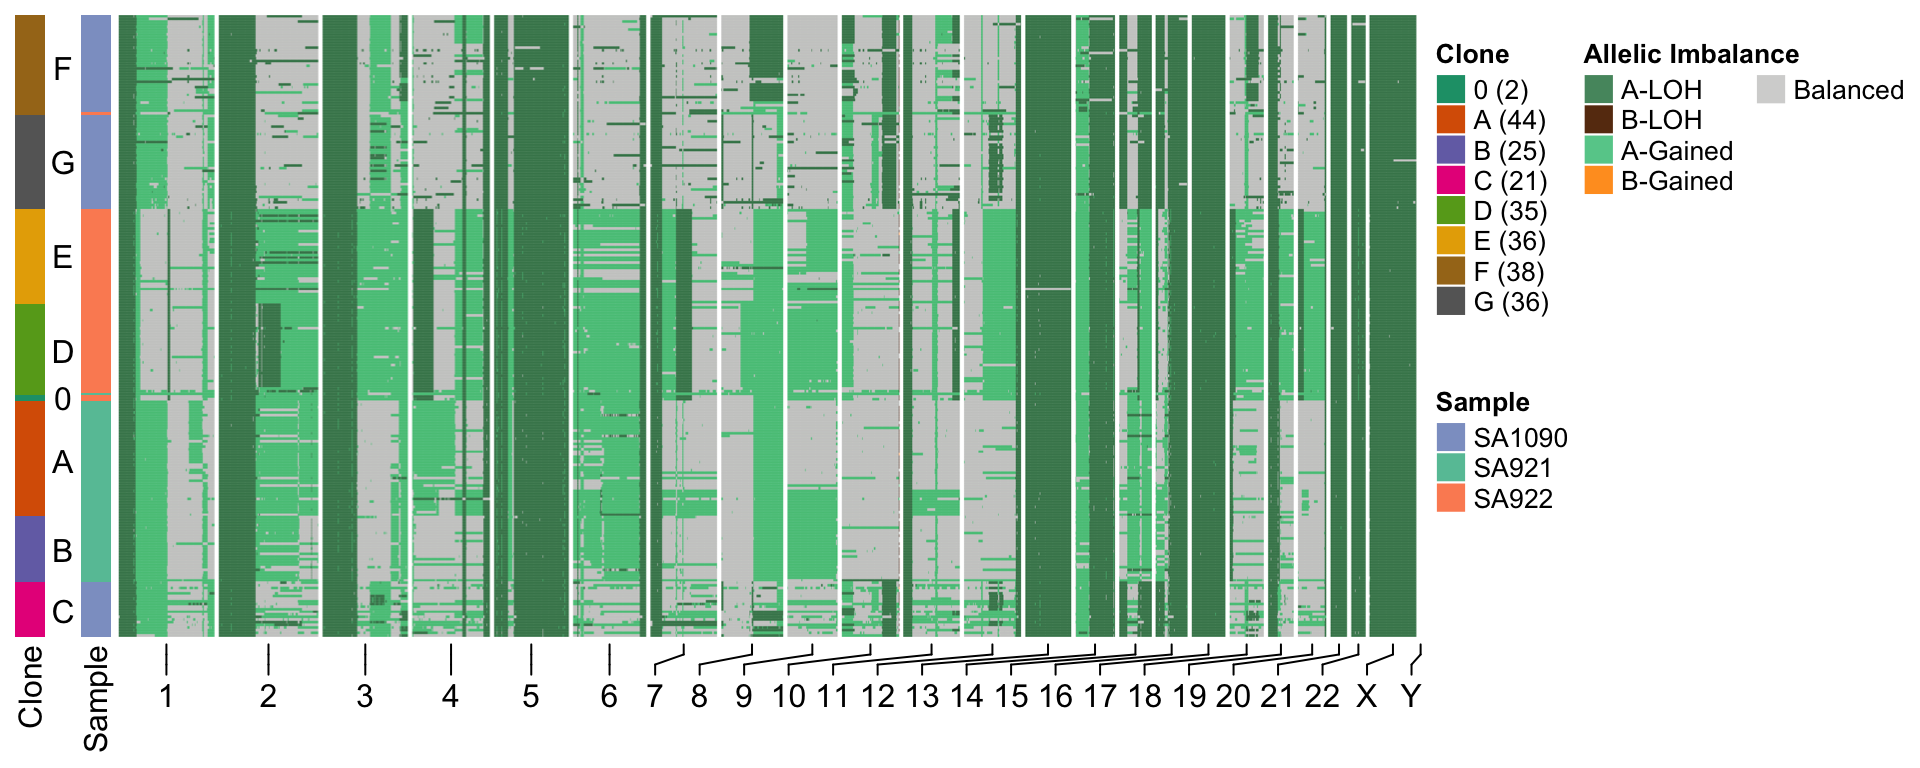 F
G
E
D
0
A
B
C
Clone
Sample
1 2 3 4 5 6 7 8 9 10 11 12 13 14 15 16 17 18 19 20 21 22 X Y
Clone
0 (2)
A (44)
B (25)
C (21)
D (35)
E (36)
F (38)
G (36)
Allelic Imbalance
A-LOH
B-LOH
A-Gained
B-Gained
Balanced
Sample
SA1090
SA921
SA922